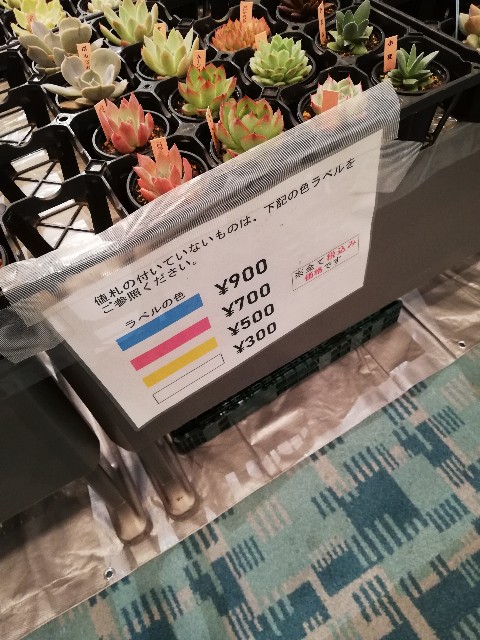 値札の付いていないものは、下記の色ラベルを
ご参照ください。
ラベルの色
¥900
¥700
¥500
¥300
税込み
価格です